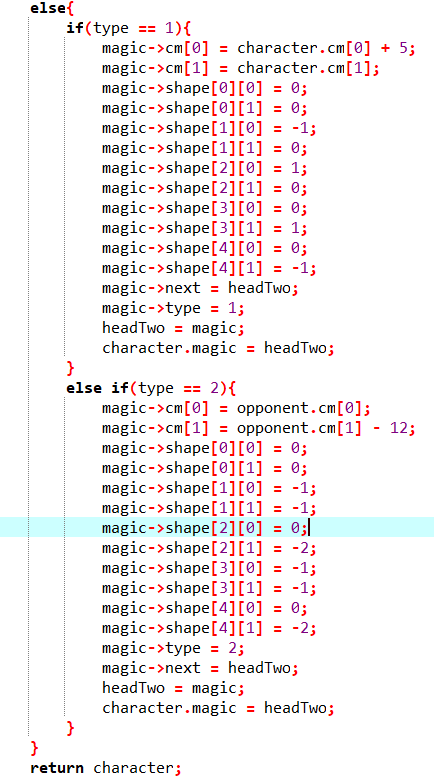 else{
if(type == 1){
magic->cm[0] = character.cm[0] + 5;
magic->cm[1] = character.cm[1];
magic->shape[0][0] = 0;
magic->shape[0][1] = 0;
magic->shape[1][0] = -1;
magic->shape[1][1] = 0;
magic->shape[2][0] = 1;
magic->shape[2][1] = 0;
magic->shape[3][0] = 0;
magic->shape[3][1] = 1;
magic->shape[4][0] = 0;
magic->shape[4][1] = -1;
magic->next = headTwo;
magic->type = 1;
headTwo = magic;
character.magic = headTwo;
}
else if(type == 2){
magic->cm[0] = opponent.cm[0];
magic->cm[1] = opponent.cm[1] - 12;
magic->shape[0][0] = 0;
magic->shape[0][1] = 0;
magic->shape[1][0] = -1;
magic->shape[1][1] = -1;
magic->shape[2][0] = 0;
magic->shape[2][1] = -2;
magic->shape[3][0] = -1;
magic->shape[3][1] = -1;
magic->shape[4][0] = 0;
magic->shape[4][1] = -2;
magic->type = 2;
magic->next = headTwo;
headTwo = magic;
character.magic = headTwo;
}
}
return character;